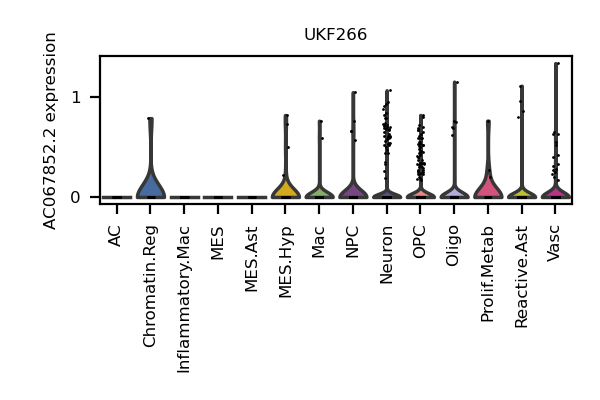 UKF266
AC067852.2 expression
1
0
AC
Chromatin.Reg
Inflammatory.Mac
MES
MES.Ast
MES.Hyp
Mac
NPC
Neuron
OPC
Oligo
Prolif.Metab
Reactive.Ast
Vasc